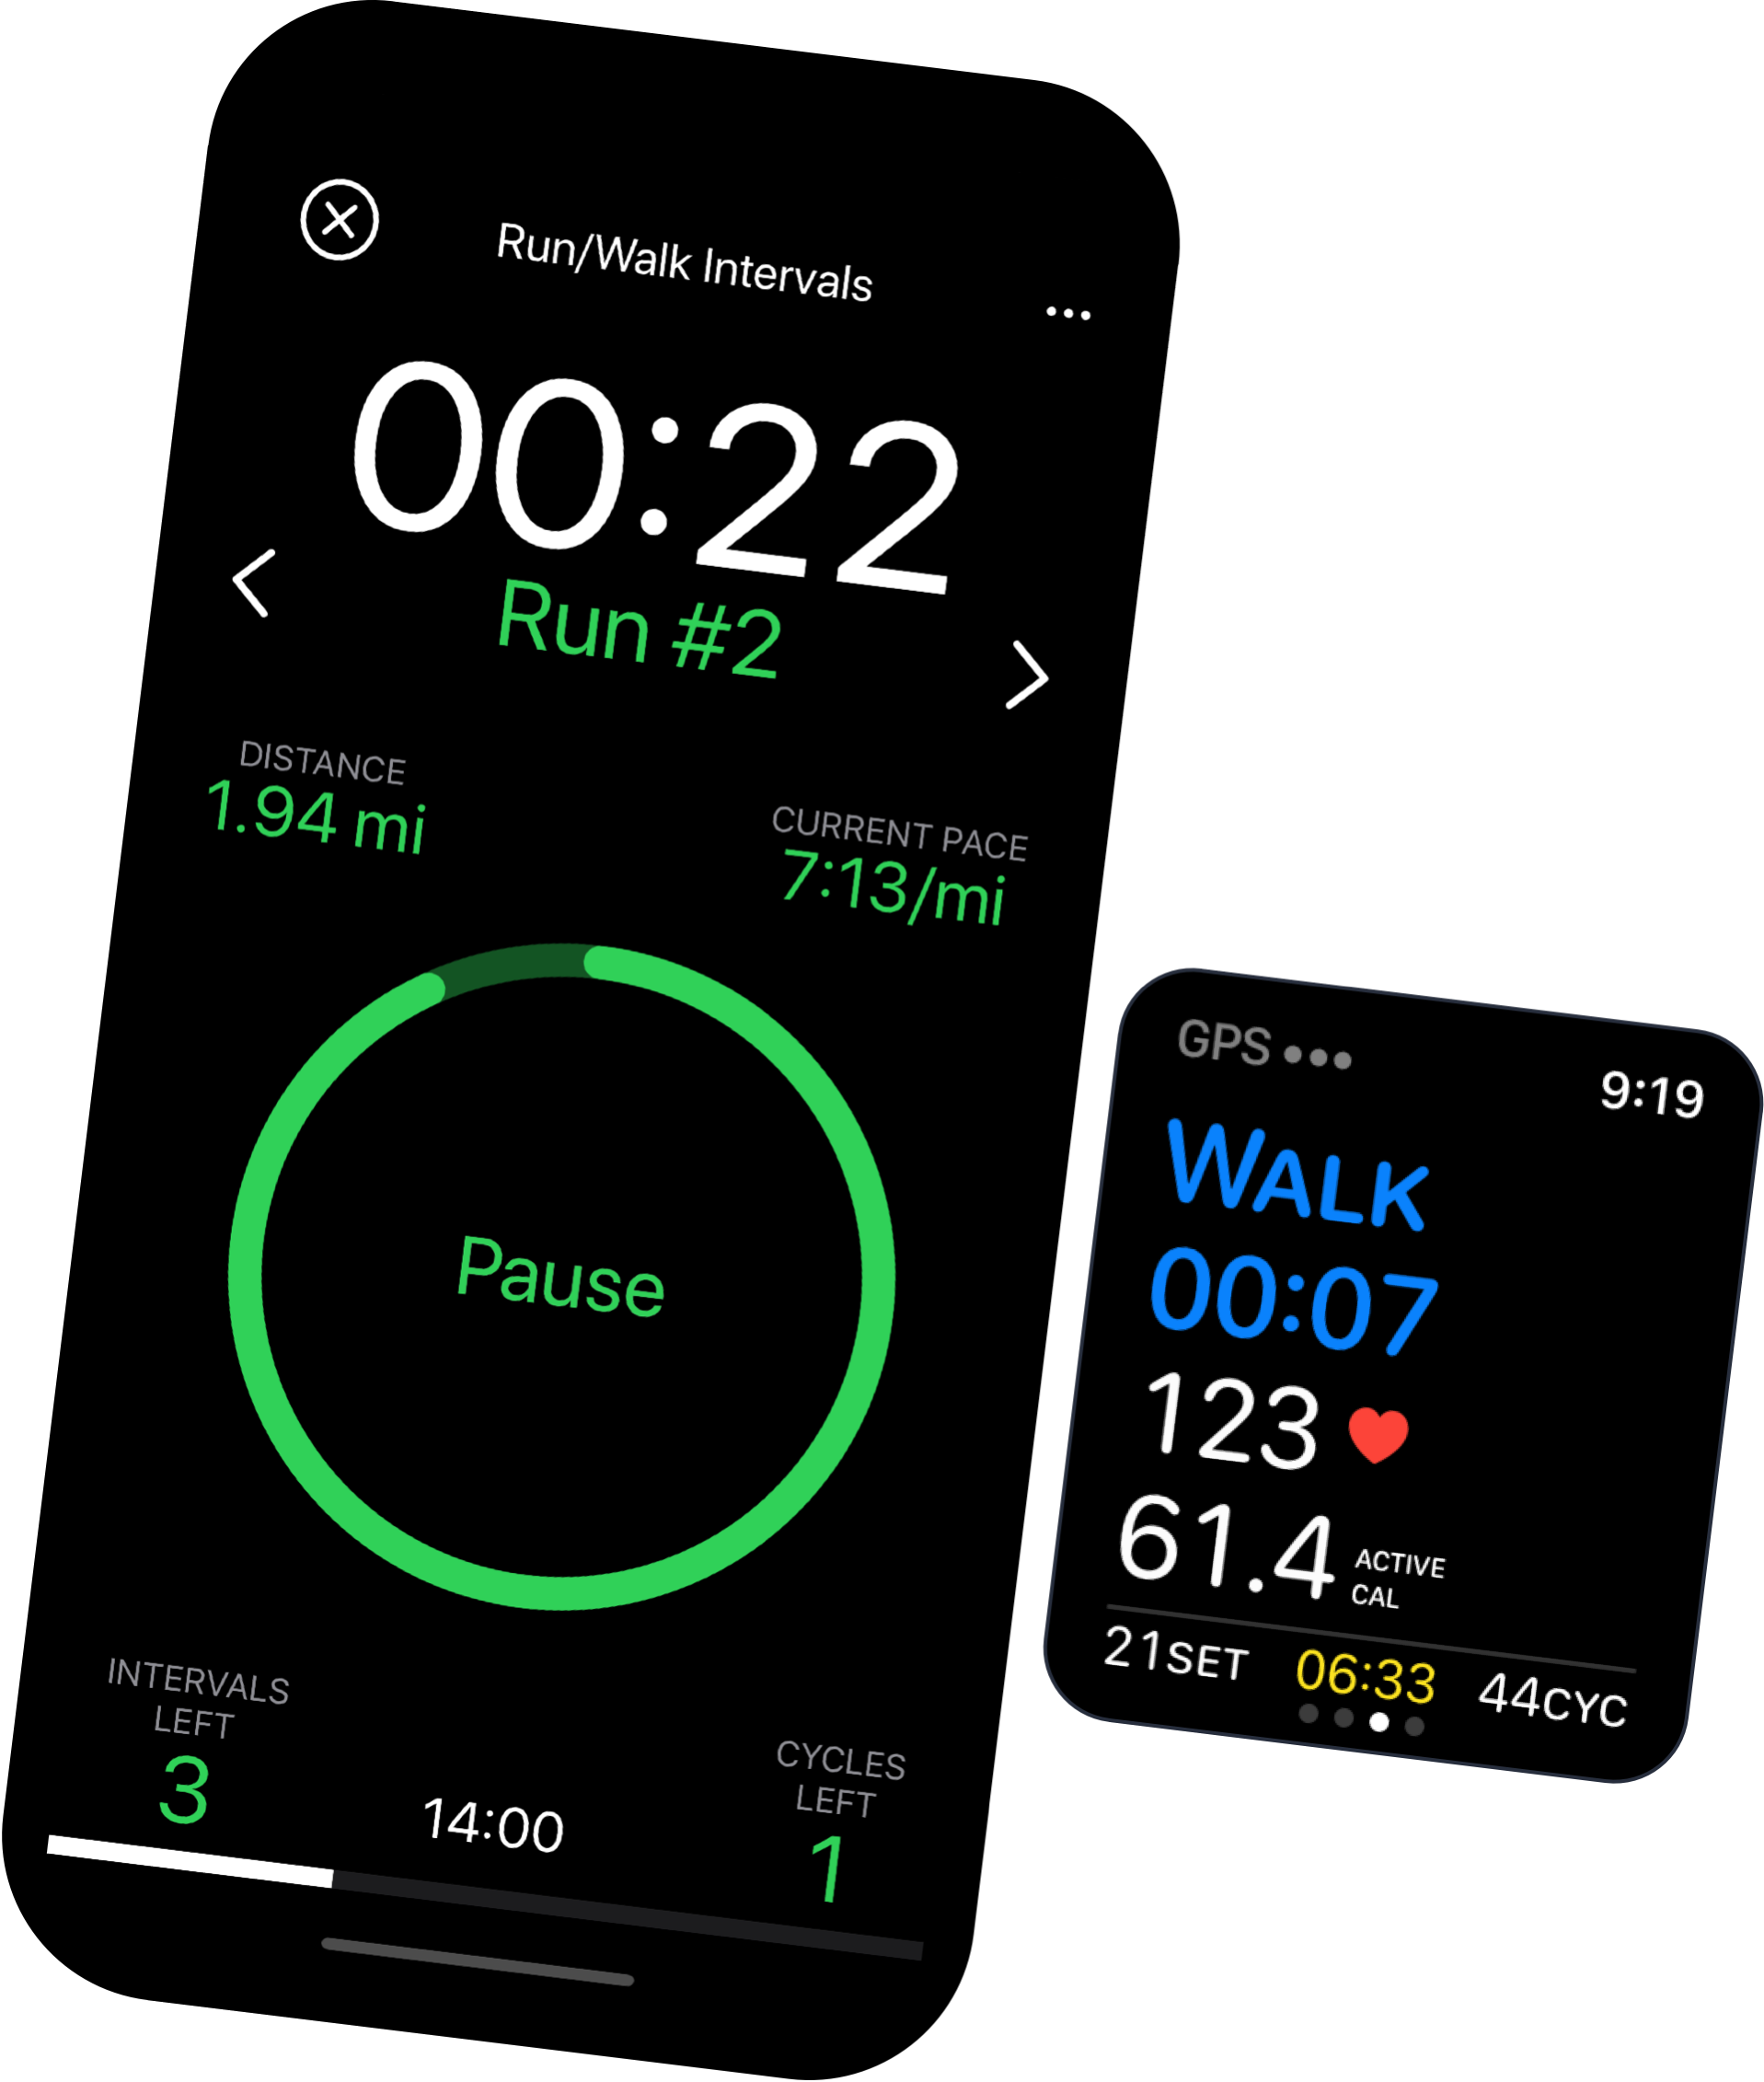 Run/Walk Intervals
...
00:22
Run #2
DISTANCE
1.94 mi
CURRENT PACE
7:13/mi
Pause
INTERVALS
LEFT
3
14:00
CYCLES
LEFT
1
GPS
9:19
WALK
00:07
123
61.4 ACTIVE
CAL
21SET 06:33 44CYC